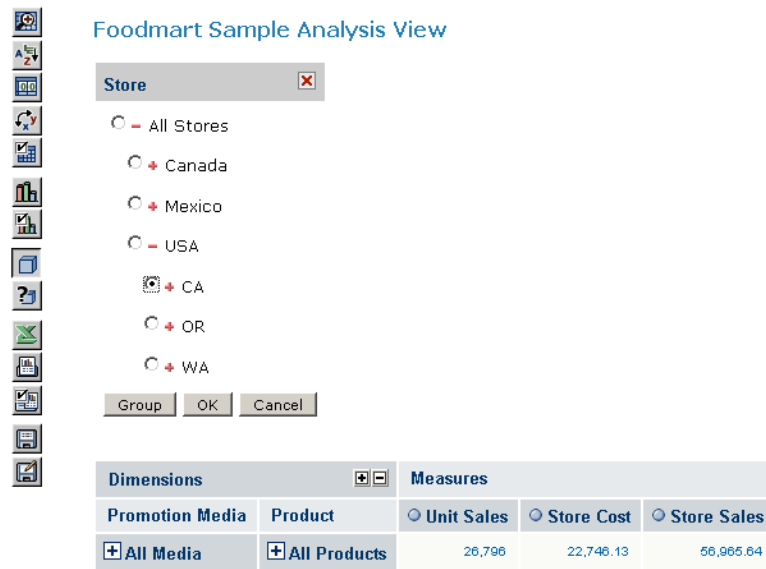 Foodmart Sample Analysis View
Store
All Stores
Canada
Mexico
USA
CA
OR
WA
Group OK Cancel
Dimensions Measures
Promotion Media Product Unit Sales Store Cost Store Sales
All Media All Products 26,796 22,746.13 56,965.64